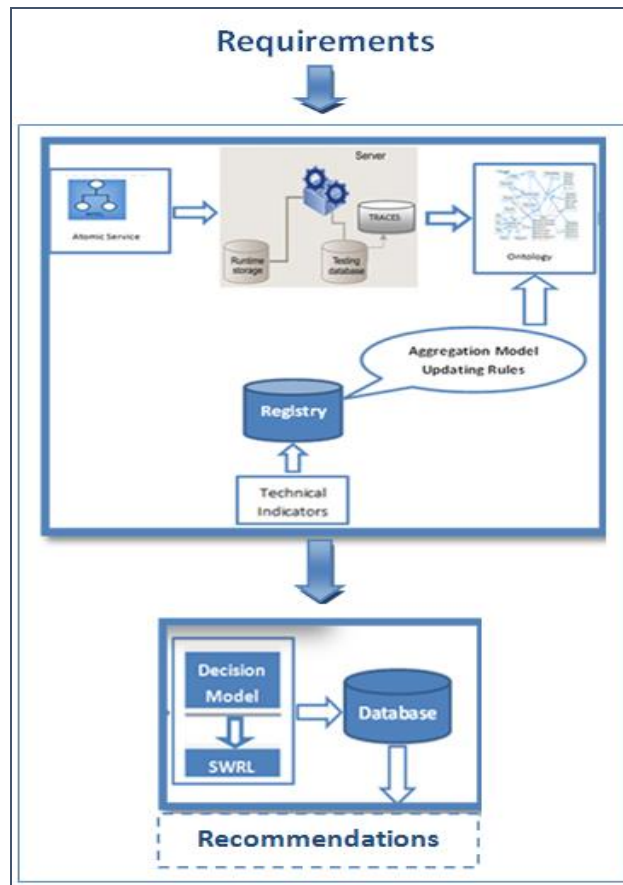 Requirements
Server
Atomic Service
TRACES
Runtime
storage
Testing
database
Ontology
Aggregation Model
Updating Rules
Registry
Technical
Indicators
Decision
Model
SWRL
Database
Recommendations